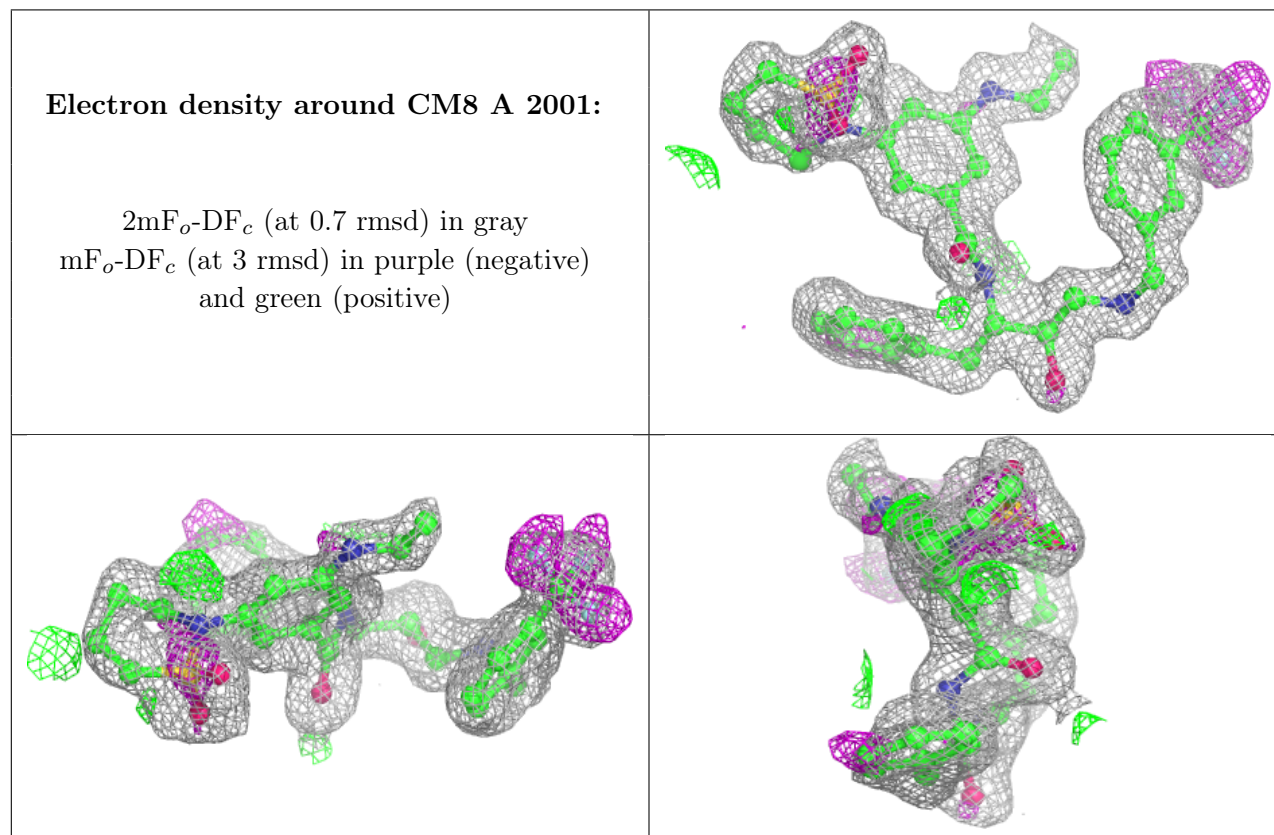 Electron density around CM8 A 2001:
2mFₒ-DF𝒸 (at 0.7 rmsd) in gray
mFₒ-DF𝒸 (at 3 rmsd) in purple (negative)
and green (positive)